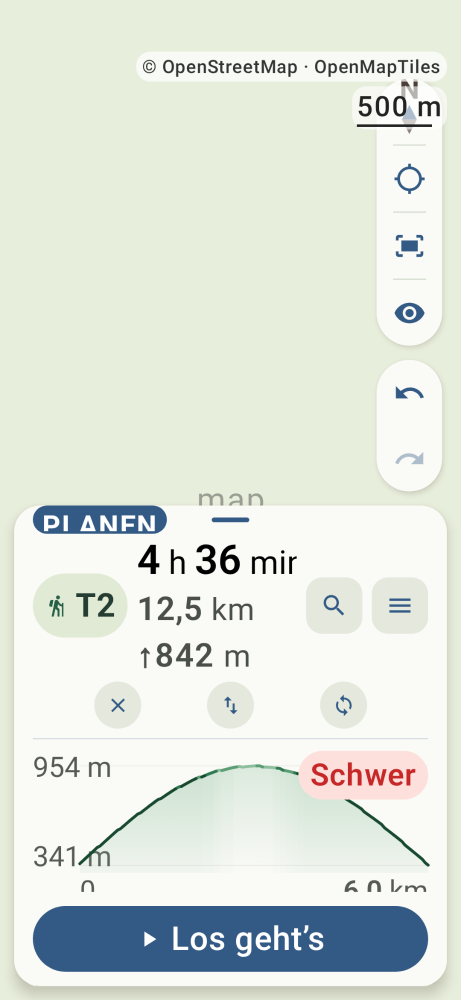 © OpenStreetMap · OpenMapTiles
N
500 m
map
PLANEN
4 h 36 mir
T2
12,5 km
↑842 m
954 m
Schwer
341 m
0
6,0 km
Los geht’s